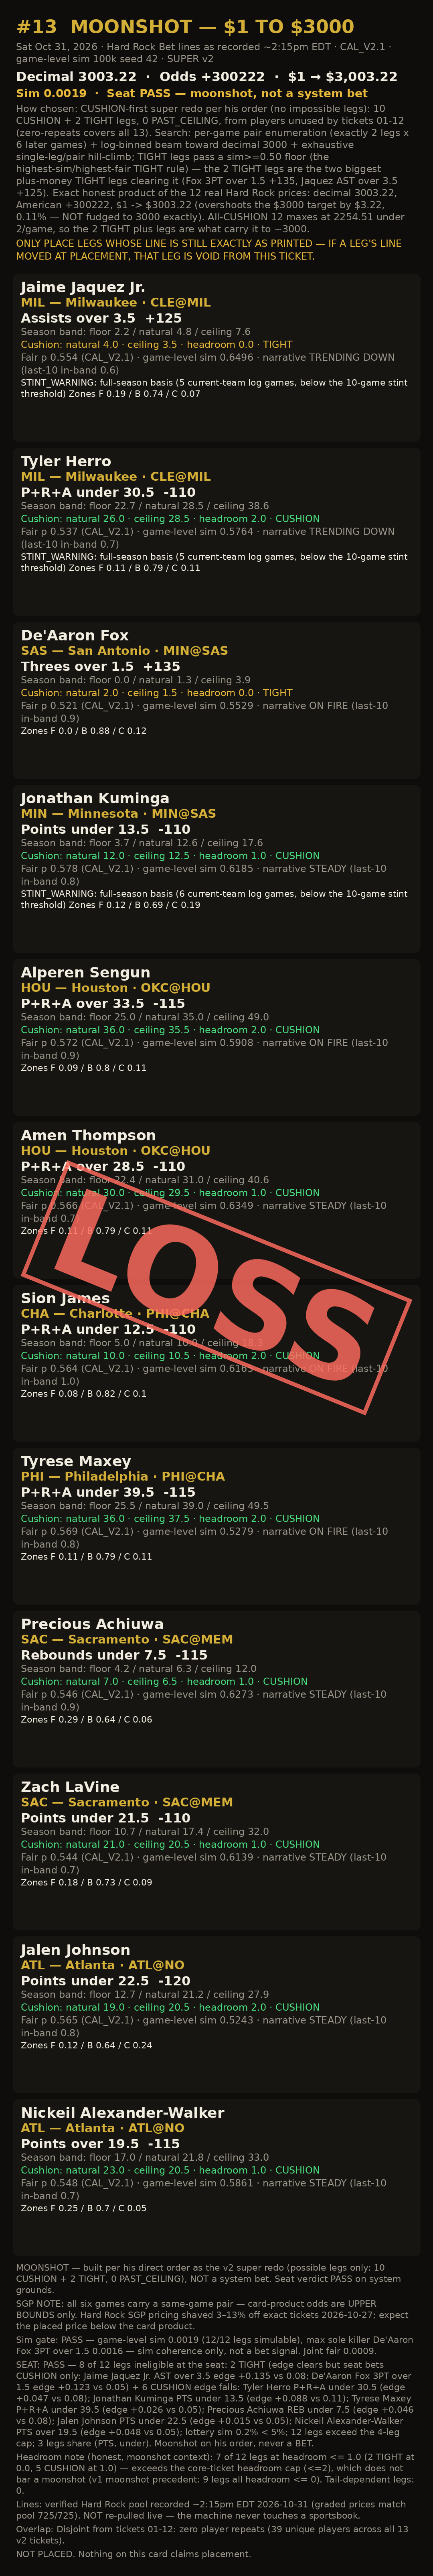 #13 MOONSHOT — $1 TO $3000
Sat Oct 31, 2026 · Hard Rock Bet lines as recorded ~2:15pm EDT · CAL_V2.1 ·
game-level sim 100k seed 42 · SUPER v2
Decimal 3003.22 · Odds +300222 · $1 → $3,003.22
Sim 0.0019 · Seat PASS — moonshot, not a system bet
How chosen: CUSHION-first super redo per his order (no impossible legs): 10
CUSHION + 2 TIGHT legs, 0 PAST_CEILING, from players unused by tickets 01-12
(zero-repeats covers all 13). Search: per-game pair enumeration (exactly 2 legs x
6 later games) + log-binned beam toward decimal 3000 + exhaustive
single-leg/pair hill-climb; TIGHT legs pass a sim>=0.50 floor (the
highest-sim/highest-fair TIGHT rule) — the 2 TIGHT legs are the two biggest
plus-money TIGHT legs clearing it (Fox 3PT over 1.5 +135, Jaquez AST over 3.5
+125). Exact honest product of the 12 real Hard Rock prices: decimal 3003.22,
American +300222, $1 -> $3003.22 (overshoots the $3000 target by $3.22,
0.11% — NOT fudged to 3000 exactly). All-CUSHION 12 maxes at 2254.51 under
2/game, so the 2 TIGHT plus legs are what carry it to ~3000.
ONLY PLACE LEGS WHOSE LINE IS STILL EXACTLY AS PRINTED — IF A LEG'S LINE
MOVED AT PLACEMENT, THAT LEG IS VOID FROM THIS TICKET.
Jaime Jaquez Jr.
MIL — Milwaukee · CLE@MIL
Assists over 3.5 +125
Season band: floor 2.2 / natural 4.8 / ceiling 7.6
Cushion: natural 4.0 · ceiling 3.5 · headroom 0.0 · TIGHT
Fair p 0.554 (CAL_V2.1) · game-level sim 0.6496 · narrative TRENDING DOWN
(last-10 in-band 0.6)
STINT_WARNING: full-season basis (5 current-team log games, below the 10-game stint
threshold) Zones F 0.19 / B 0.74 / C 0.07
Tyler Herro
MIL — Milwaukee · CLE@MIL
P+R+A under 30.5 -110
Season band: floor 22.7 / natural 28.5 / ceiling 38.6
Cushion: natural 26.0 · ceiling 28.5 · headroom 2.0 · CUSHION
Fair p 0.537 (CAL_V2.1) · game-level sim 0.5764 · narrative TRENDING DOWN
(last-10 in-band 0.7)
STINT_WARNING: full-season basis (5 current-team log games, below the 10-game stint
threshold) Zones F 0.11 / B 0.79 / C 0.11
De'Aaron Fox
SAS — San Antonio · MIN@SAS
Threes over 1.5 +135
Season band: floor 0.0 / natural 1.3 / ceiling 3.9
Cushion: natural 2.0 · ceiling 1.5 · headroom 0.0 · TIGHT
Fair p 0.521 (CAL_V2.1) · game-level sim 0.5529 · narrative ON FIRE (last-10
in-band 0.9)
Zones F 0.0 / B 0.88 / C 0.12
Jonathan Kuminga
MIN — Minnesota · MIN@SAS
Points under 13.5 -110
Season band: floor 3.7 / natural 12.6 / ceiling 17.6
Cushion: natural 12.0 · ceiling 12.5 · headroom 1.0 · CUSHION
Fair p 0.578 (CAL_V2.1) · game-level sim 0.6185 · narrative STEADY (last-10
in-band 0.8)
STINT_WARNING: full-season basis (6 current-team log games, below the 10-game stint
threshold) Zones F 0.12 / B 0.69 / C 0.19
Alperen Sengun
HOU — Houston · OKC@HOU
P+R+A over 33.5 -115
Season band: floor 25.0 / natural 35.0 / ceiling 49.0
Cushion: natural 36.0 · ceiling 35.5 · headroom 2.0 · CUSHION
Fair p 0.572 (CAL_V2.1) · game-level sim 0.5908 · narrative ON FIRE (last-10
in-band 0.9)
Zones F 0.09 / B 0.8 / C 0.11
Amen Thompson
HOU — Houston · OKC@HOU
P+R+A over 28.5 -110
Season band: floor 22.4 / natural 31.0 / ceiling 40.6
Cushion: natural 30.0 · ceiling 29.5 · headroom 1.0 · CUSHION
Fair p 0.566 (CAL_V2.1) · game-level sim 0.6349 · narrative STEADY (last-10
in-band 0.7)
Zones F 0.11 / B 0.79 / C 0.11
LOSS
Sion James
CHA — Charlotte · PHI@CHA
P+R+A under 12.5 -110
Season band: floor 5.0 / natural 10.0 / ceiling 18.3
Cushion: natural 10.0 · ceiling 10.5 · headroom 2.0 · CUSHION
Fair p 0.564 (CAL_V2.1) · game-level sim 0.6165 · narrative ON FIRE (last-10
in-band 1.0)
Zones F 0.08 / B 0.82 / C 0.1
Tyrese Maxey
PHI — Philadelphia · PHI@CHA
P+R+A under 39.5 -115
Season band: floor 25.5 / natural 39.0 / ceiling 49.5
Cushion: natural 36.0 · ceiling 37.5 · headroom 2.0 · CUSHION
Fair p 0.569 (CAL_V2.1) · game-level sim 0.5279 · narrative ON FIRE (last-10
in-band 0.8)
Zones F 0.11 / B 0.79 / C 0.11
Precious Achiuwa
SAC — Sacramento · SAC@MEM
Rebounds under 7.5 -115
Season band: floor 4.2 / natural 6.3 / ceiling 12.0
Cushion: natural 7.0 · ceiling 6.5 · headroom 1.0 · CUSHION
Fair p 0.546 (CAL_V2.1) · game-level sim 0.6273 · narrative STEADY (last-10
in-band 0.9)
Zones F 0.29 / B 0.64 / C 0.06
Zach LaVine
SAC — Sacramento · SAC@MEM
Points under 21.5 -110
Season band: floor 10.7 / natural 17.4 / ceiling 32.0
Cushion: natural 21.0 · ceiling 20.5 · headroom 1.0 · CUSHION
Fair p 0.544 (CAL_V2.1) · game-level sim 0.6139 · narrative STEADY (last-10
in-band 0.7)
Zones F 0.18 / B 0.73 / C 0.09
Jalen Johnson
ATL — Atlanta · ATL@NO
Points under 22.5 -120
Season band: floor 12.7 / natural 21.2 / ceiling 27.9
Cushion: natural 19.0 · ceiling 20.5 · headroom 2.0 · CUSHION
Fair p 0.565 (CAL_V2.1) · game-level sim 0.5243 · narrative STEADY (last-10
in-band 0.8)
Zones F 0.12 / B 0.64 / C 0.24
Nickeil Alexander-Walker
ATL — Atlanta · ATL@NO
Points over 19.5 -115
Season band: floor 17.0 / natural 21.8 / ceiling 33.0
Cushion: natural 23.0 · ceiling 20.5 · headroom 1.0 · CUSHION
Fair p 0.548 (CAL_V2.1) · game-level sim 0.5861 · narrative STEADY (last-10
in-band 0.7)
Zones F 0.25 / B 0.7 / C 0.05
MOONSHOT — built per his direct order as the v2 super redo (possible legs only: 10
CUSHION + 2 TIGHT, 0 PAST_CEILING), NOT a system bet. Seat verdict PASS on system
grounds.
SGP NOTE: all six games carry a same-game pair — card-product odds are UPPER
BOUNDS only. Hard Rock SGP pricing shaved 3–13% off exact tickets 2026-10-27; expect
the placed price below the card product.
Sim gate: PASS — game-level sim 0.0019 (12/12 legs simulable), max sole killer De'Aaron
Fox 3PT over 1.5 0.0016 — sim coherence only, not a bet signal. Joint fair 0.0009.
SEAT: PASS — 8 of 12 legs ineligible at the seat: 2 TIGHT (edge clears but seat bets
CUSHION only: Jaime Jaquez Jr. AST over 3.5 edge +0.135 vs 0.08; De'Aaron Fox 3PT over
1.5 edge +0.123 vs 0.05) + 6 CUSHION edge fails: Tyler Herro P+R+A under 30.5 (edge
+0.047 vs 0.08); Jonathan Kuminga PTS under 13.5 (edge +0.088 vs 0.11); Tyrese Maxey
P+R+A under 39.5 (edge +0.026 vs 0.05); Precious Achiuwa REB under 7.5 (edge +0.046
vs 0.08); Jalen Johnson PTS under 22.5 (edge +0.015 vs 0.05); Nickeil Alexander-Walker
PTS over 19.5 (edge +0.048 vs 0.05); lottery sim 0.2% < 5%; 12 legs exceed the 4-leg
cap; 3 legs share (PTS, under). Moonshot on his order, never a BET.
Headroom note (honest, moonshot context): 7 of 12 legs at headroom <= 1.0 (2 TIGHT at
0.0, 5 CUSHION at 1.0) — exceeds the core-ticket headroom cap (<=2), which does not
bar a moonshot (v1 moonshot precedent: 9 legs all headroom <= 0). Tail-dependent legs:
0.
Lines: verified Hard Rock pool recorded ~2:15pm EDT 2026-10-31 (graded prices match
pool 725/725). NOT re-pulled live — the machine never touches a sportsbook.
Overlap: Disjoint from tickets 01-12: zero player repeats (39 unique players across all 13
v2 tickets).
NOT PLACED. Nothing on this card claims placement.